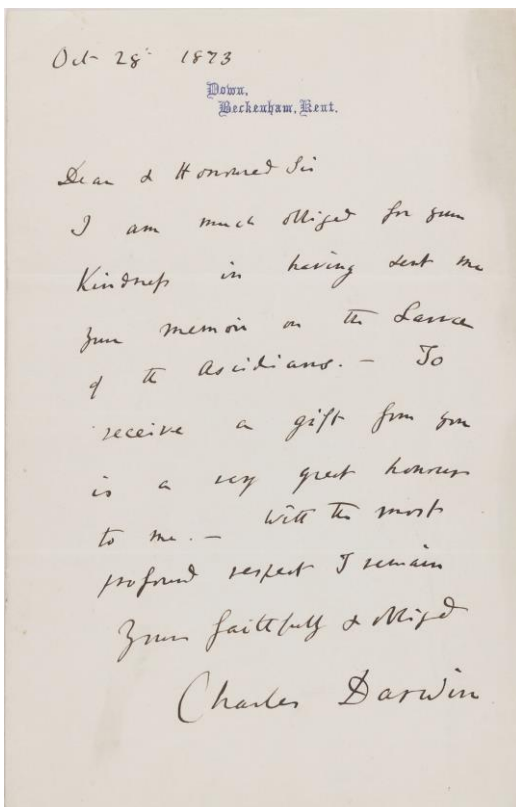 Oct 28 1873
Down,
Beckenham, Kent.
Dear & Honoured Sir
I am much obliged for your
Kindness in having sent me
your memoir on the Larvæ
of the Ascidians. — To
receive a gift from you
is a very great honour
to me. — With the most
profound respect I remain
Yours faithfully & obliged
Charles Darwin